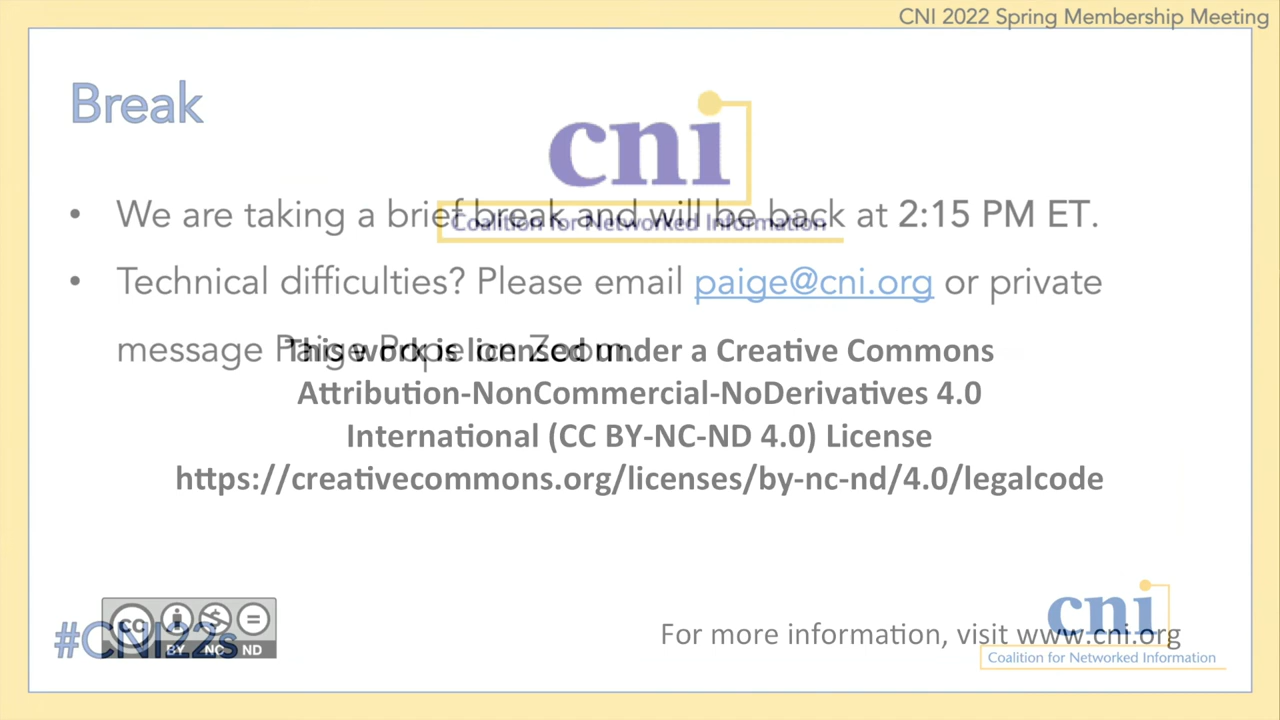 CNI 2022 Spring Membership Meeting
Break
cni
• We are taking a brief break and will be back at 2:15 PM ET.
Coalition for Networked Information
• Technical difficulties? Please email paige@cni.org or private
message Paige Pope on Zoom.
This work is licensed under a Creative Commons
Attribution-NonCommercial-NoDerivatives 4.0
International (CC BY-NC-ND 4.0) License
https://creativecommons.org/licenses/by-nc-nd/4.0/legalcode
#CNI22s
cc
BY NC ND
For more information, visit www.cni.org
cni
Coalition for Networked Information